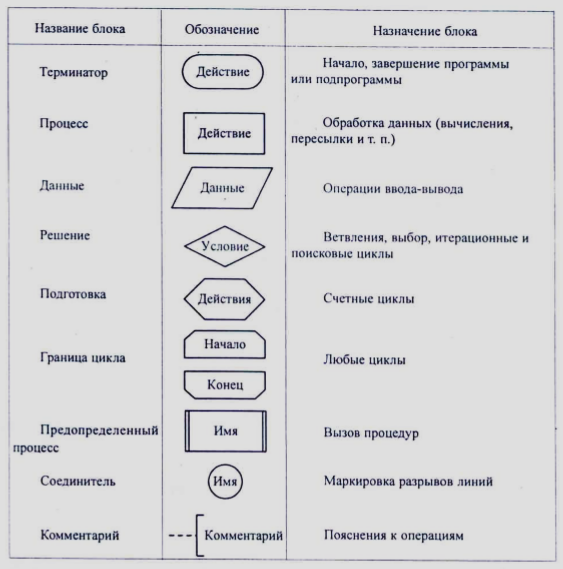 Название блока Обозначение Назначение блока
Терминатор Действие Начало, завершение программы
или подпрограммы
Процесс Действие Обработка данных (вычисления,
пересылки и т. п.)
Данные Данные Операции ввода-вывода
Решение Условие Ветвления, выбор, итерационные и
поисковые циклы
Подготовка Действия Счетные циклы
Граница цикла Начало Любые циклы
Конец
Предопределенный
процесс Имя Вызов процедур
Соединитель Имя Маркировка разрывов линий
Комментарий Комментарий Пояснения к операциям